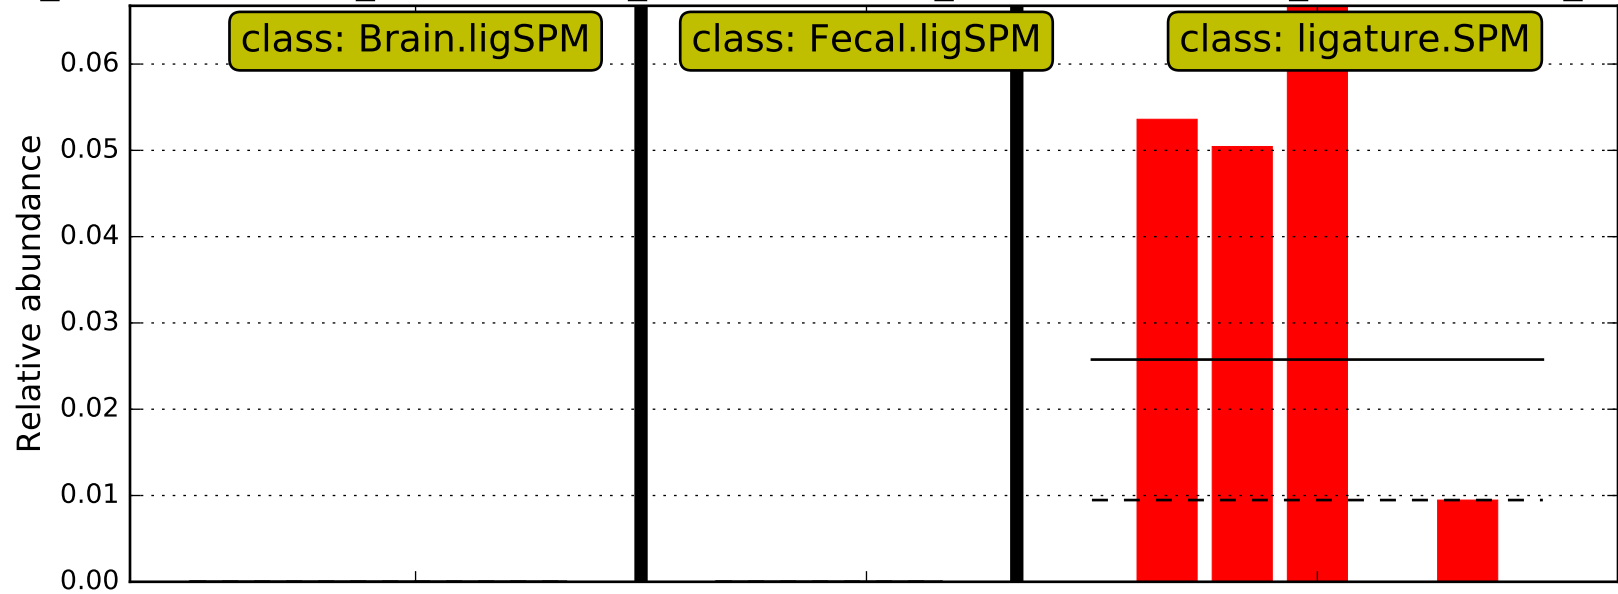 class: Brain.ligSPM
class: Fecal.ligSPM
class: ligature.SPM
Relative abundance
0.06
0.05
0.04
0.03
0.02
0.01
0.00